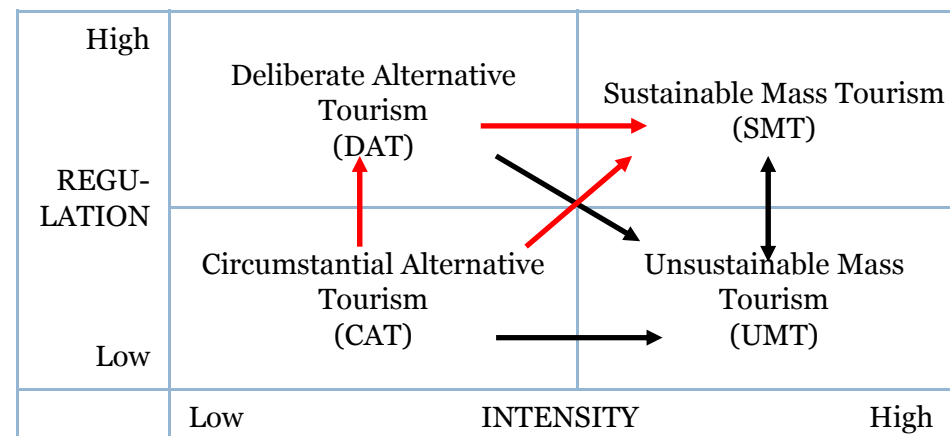 High
Deliberate Alternative
Tourism
(DAT)
Sustainable Mass Tourism
(SMT)
REGU-
LATION
Circumstantial Alternative
Tourism
(CAT)
Unsustainable Mass
Tourism
(UMT)
Low
Low INTENSITY High